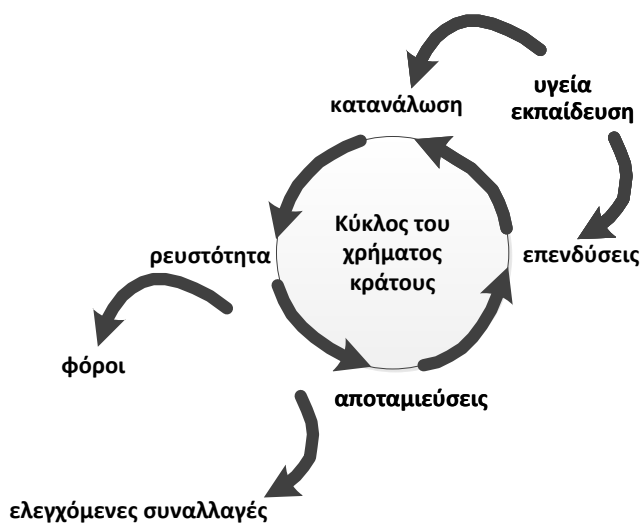 υγεία
εκπαίδευση
κατανάλωση
Κύκλος του
χρήματος
κράτους
ρευστότητα
επενδύσεις
φόροι
αποταμιεύσεις
ελεγχόμενες συναλλαγές